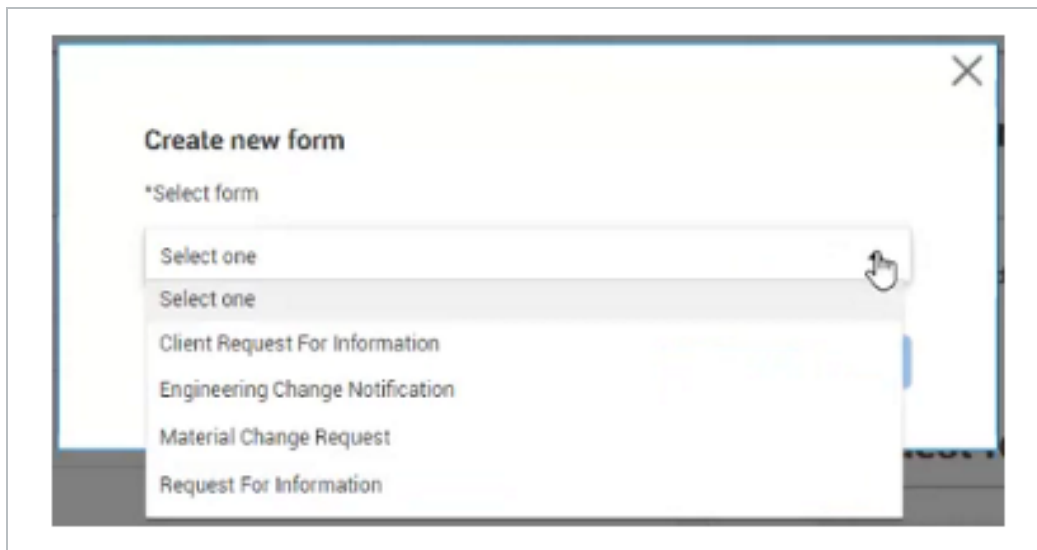 Create new form
*Select form
Select one
Select one
Client Request For Information
Engineering Change Notification
Material Change Request
Request For Information